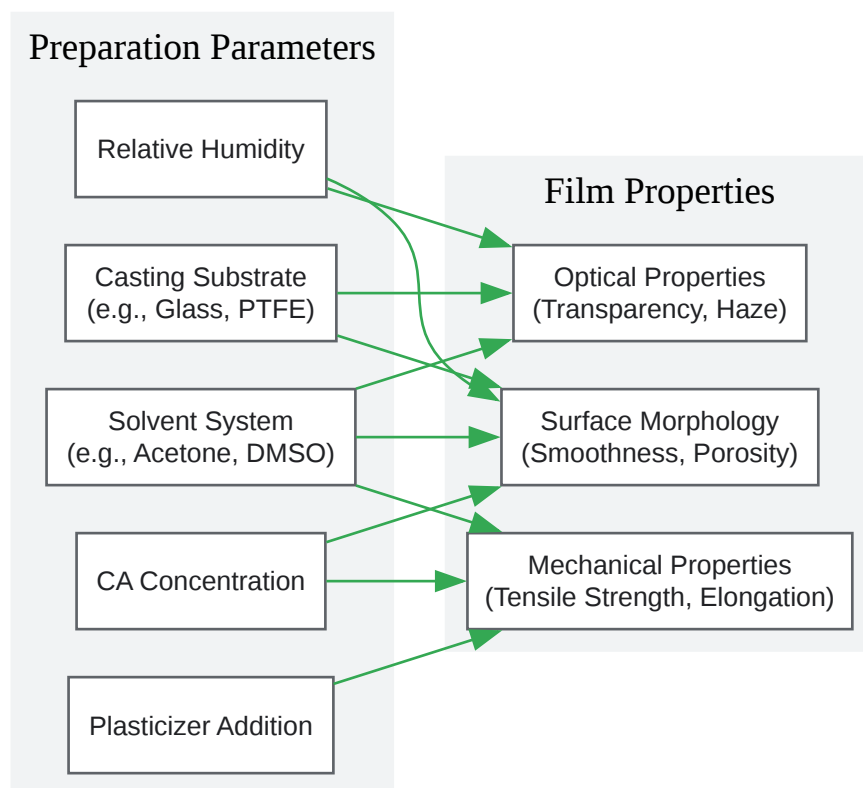 Preparation Parameters
Relative Humidity
Casting Substrate
(e.g., Glass, PTFE)
Solvent System
(e.g., Acetone, DMSO)
CA Concentration
Plasticizer Addition
Film Properties
Optical Properties
(Transparency, Haze)
Surface Morphology
(Smoothness, Porosity)
Mechanical Properties
(Tensile Strength, Elongation)